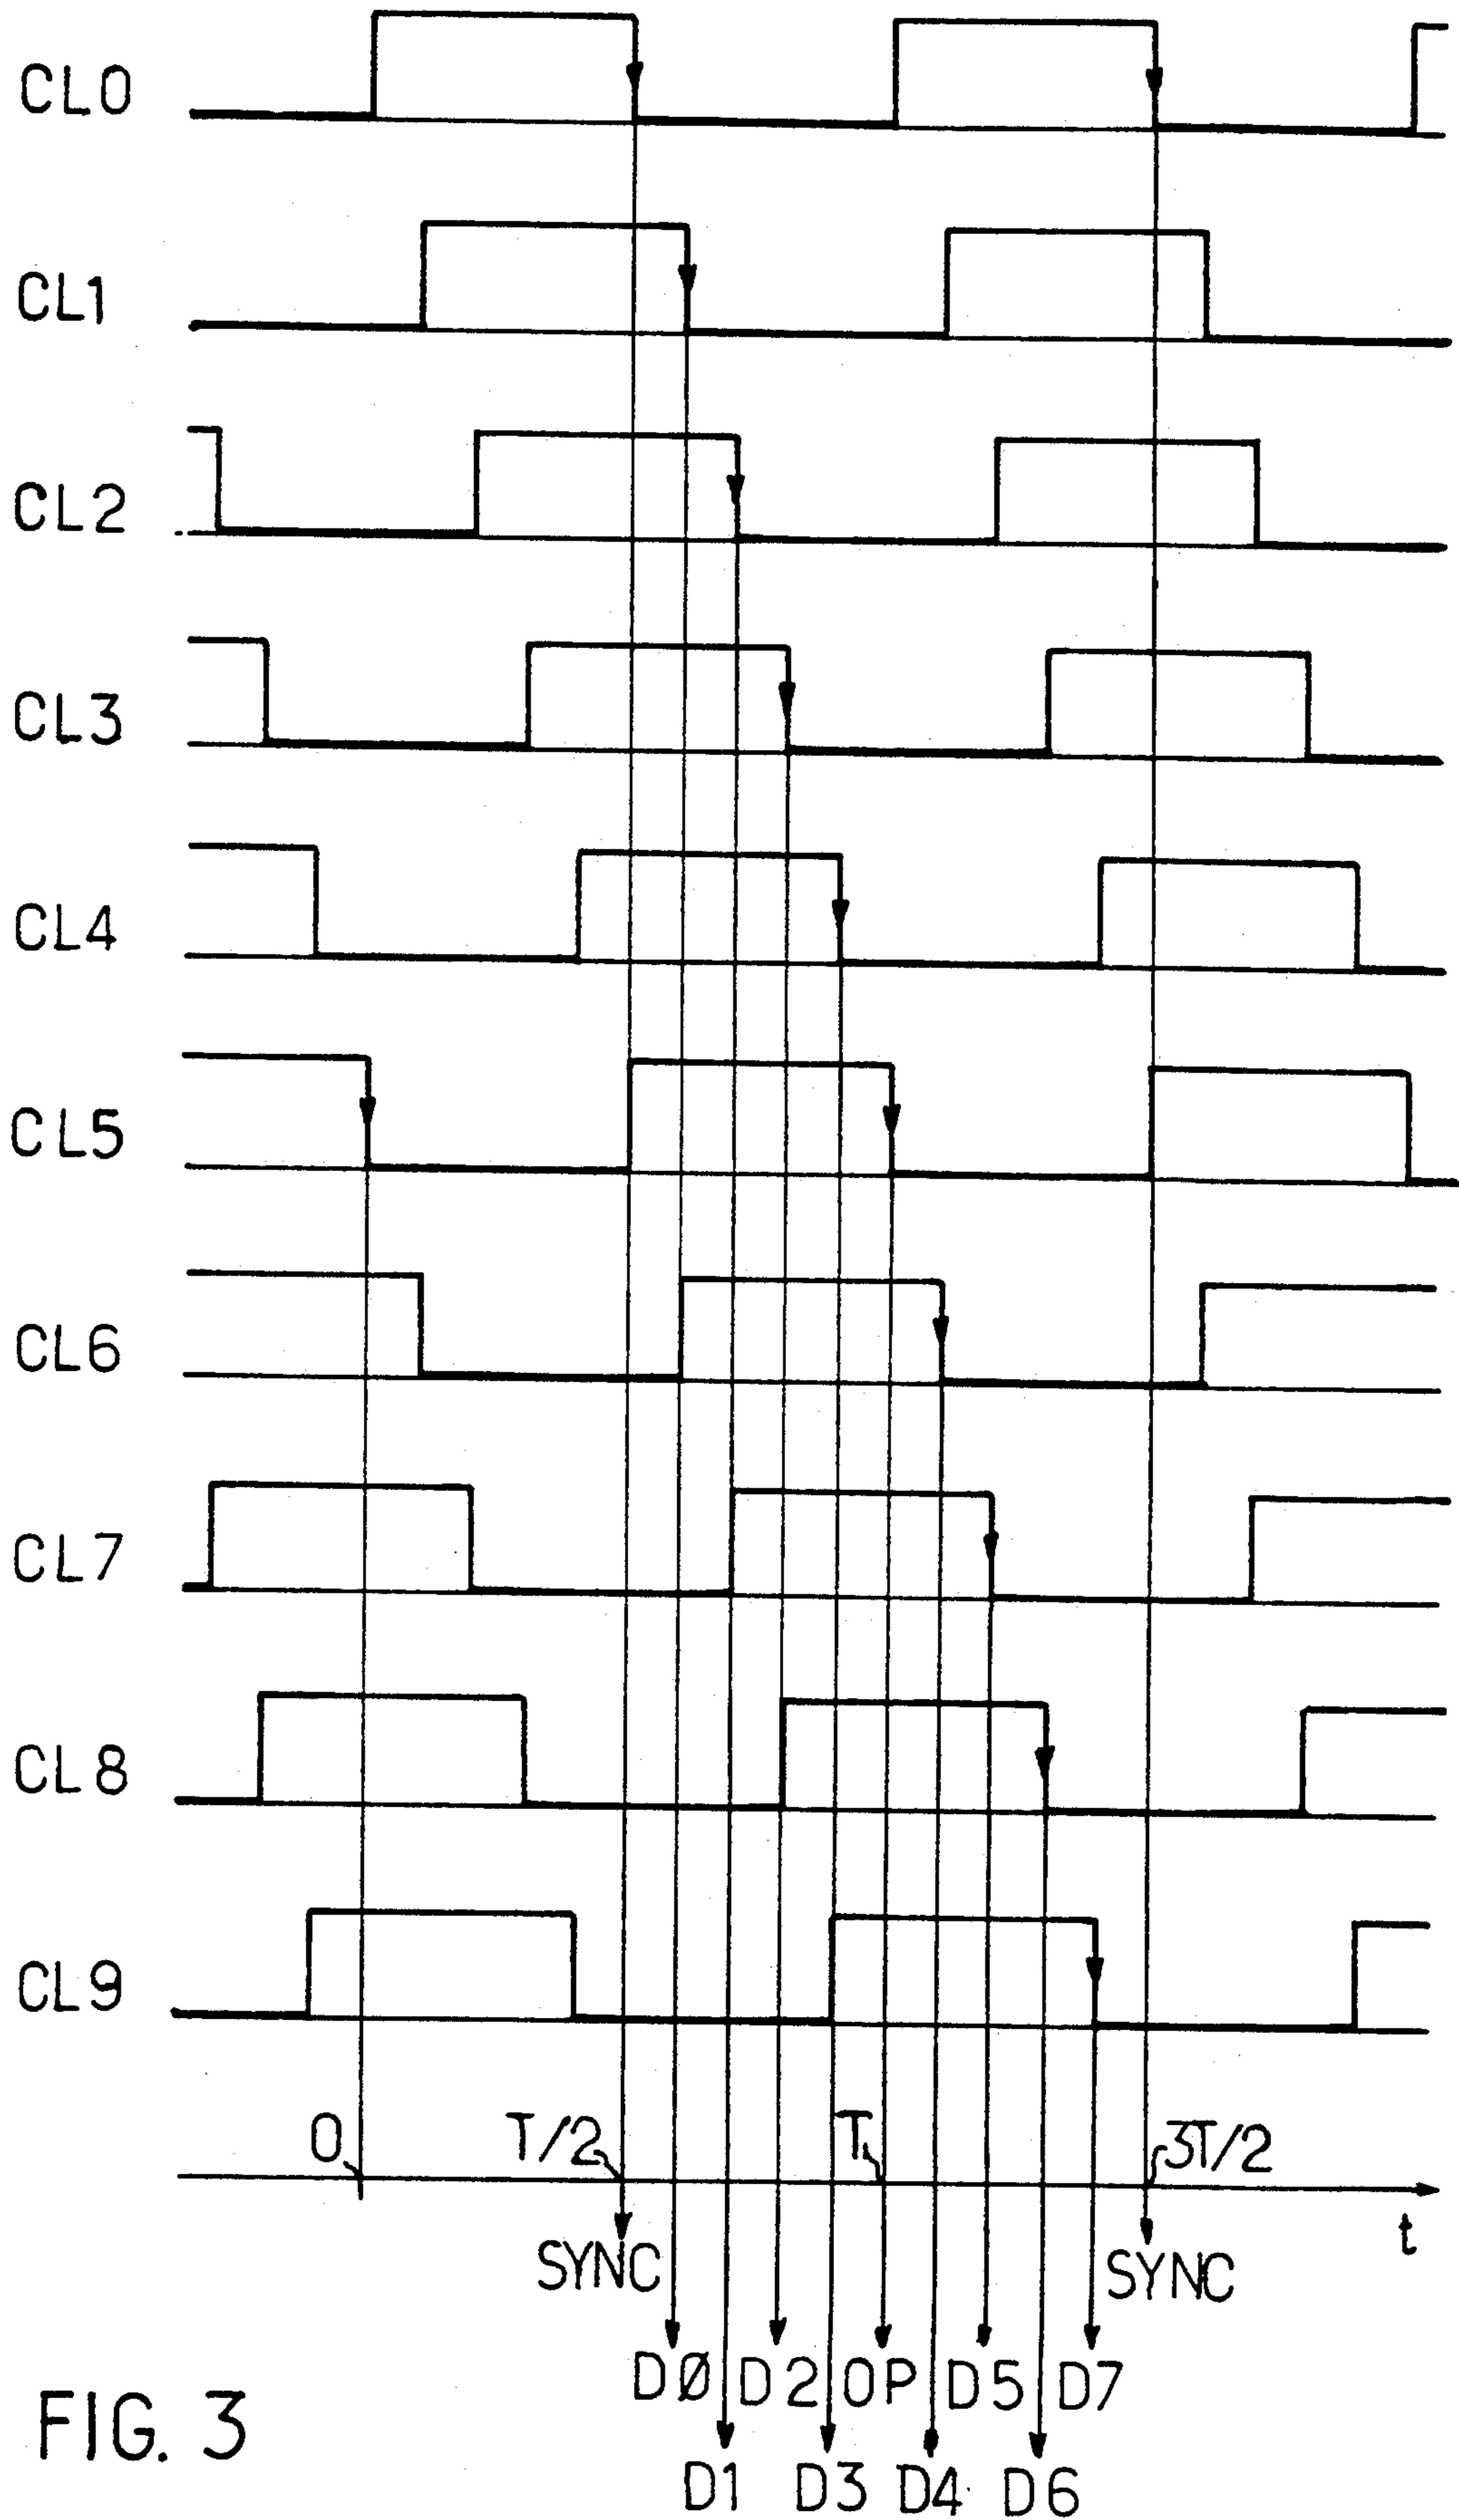 CL0
CL1
CL2
CL3
CL4
CL5
CL6
CL7
CL8
CL9
0 T/2 T 3T/2
t
SYNC SYNC
DØ D2 OP D5 D7
D1 D3 D4 D6
FIG. 3